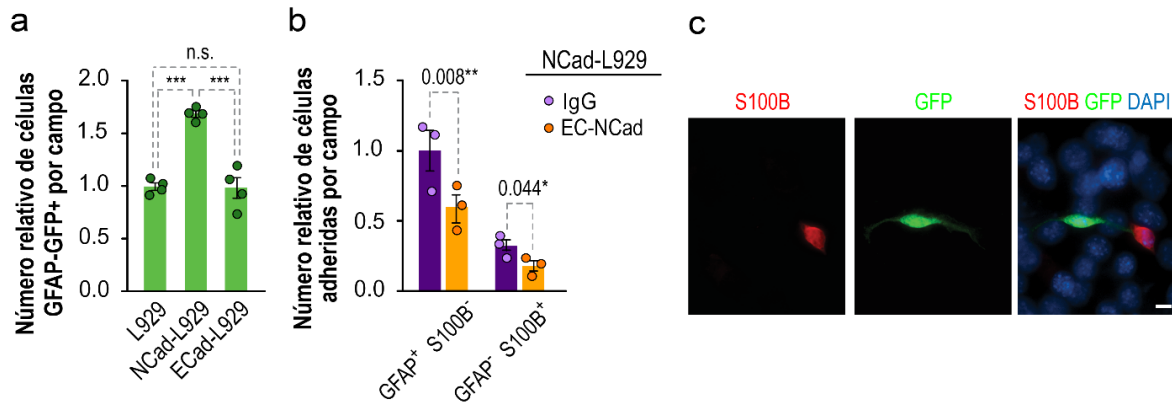 a
Número relativo de células
GFAP-GFP+ por campo
2.0
1.5
1.0
0.5
0.0
n.s.
***
***
L929
NCad-L929
ECad-L929
b
Número relativo de células
adheridas por campo
1.5
1.0
0.5
0.0
0.008**
0.044*
NCad-L929
IgG
EC-NCad
GFAP⁺ S100B⁻
GFAP⁻ S100B⁺
c
S100B
GFP
S100B GFP DAPI